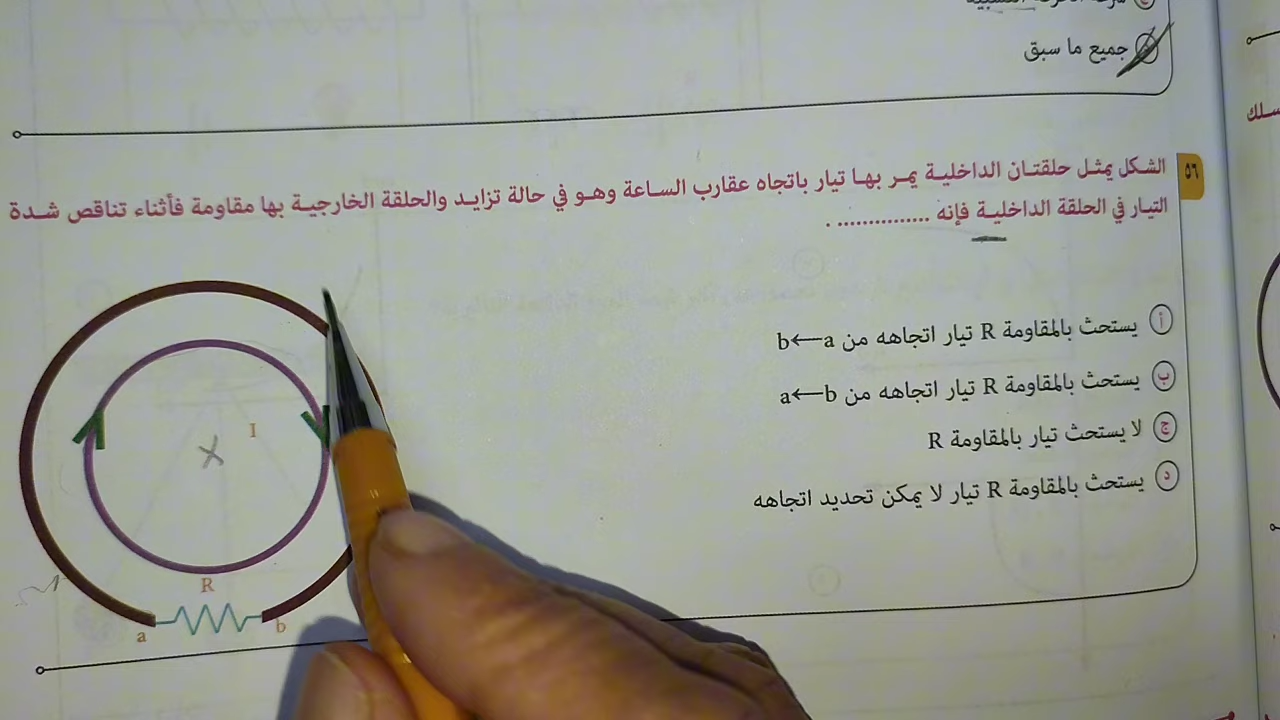 جميع ما سبق
٥٦
الشكل يمثل حلقتان الداخلية يمر بها تيار باتجاه عقارب الساعة وهو في حالة تزايد والحلقة الخارجية بها مقاومة فأثناء تناقص شدة
التيار في الحلقة الداخلية فإنه ............... .
أ يستحث بالمقاومة R تيار اتجاهه من a⟶b
ب يستحث بالمقاومة R تيار اتجاهه من b⟶a
ج لا يستحث تيار بالمقاومة R
د يستحث بالمقاومة R تيار لا يمكن تحديد اتجاهه
I
R
a
b
سلك